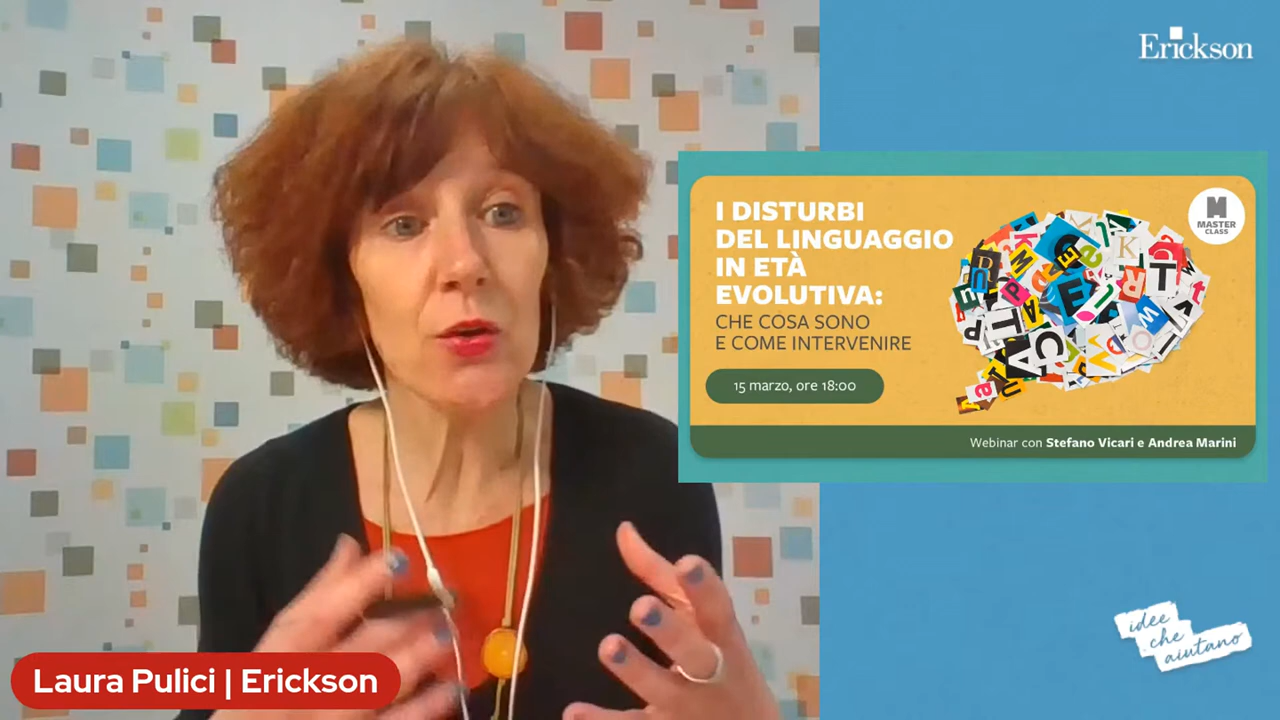 Erickson
I DISTURBI
DEL LINGUAGGIO
IN ETÀ
EVOLUTIVA:
CHE COSA SONO
E COME INTERVENIRE
15 marzo, ore 18:00
M
MASTER
CLASS
Webinar con Stefano Vicari e Andrea Marini
Laura Pulici | Erickson
idee
che
aiutano